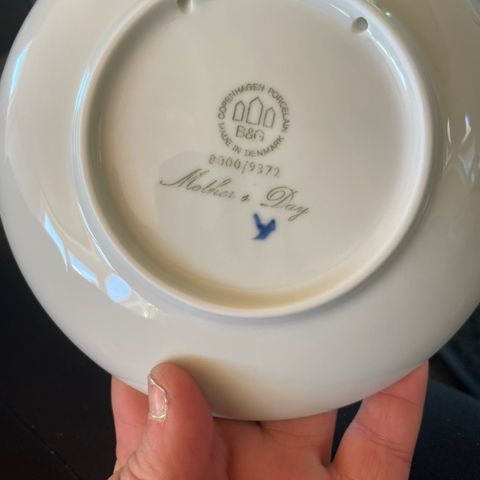 COPENHAGEN PORCELAIN
B&G
MADE IN DENMARK
8000/9372
Mother's Day